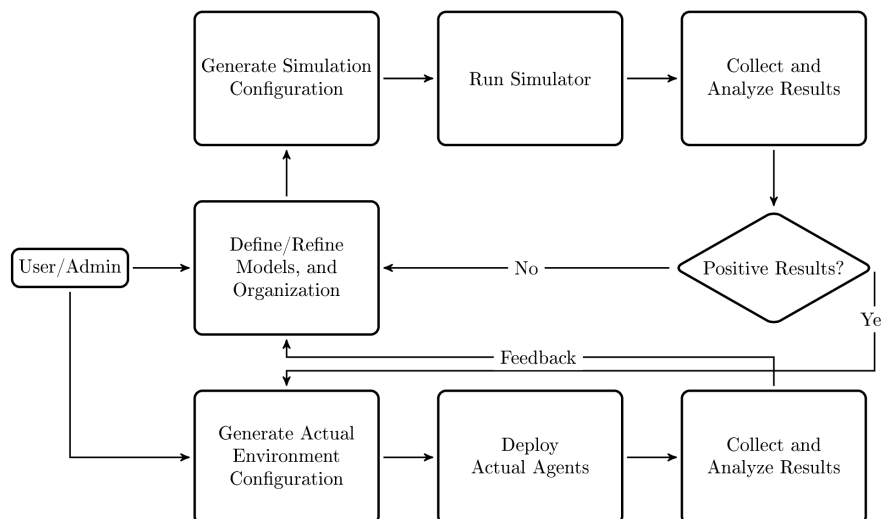 Generate Simulation
Configuration
Run Simulator
Collect and
Analyze Results
User/Admin
Define/Refine
Models, and
Organization
No
Positive Results?
Ye
Feedback
Generate Actual
Environment
Configuration
Deploy
Actual Agents
Collect and
Analyze Results